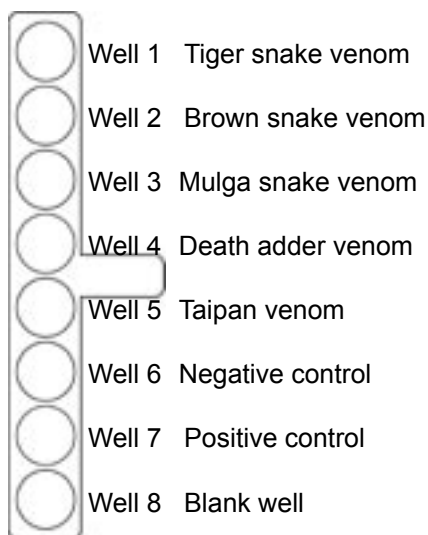 Well 1 Tiger snake venom
Well 2 Brown snake venom
Well 3 Mulga snake venom
Well 4 Death adder venom
Well 5 Taipan venom
Well 6 Negative control
Well 7 Positive control
Well 8 Blank well